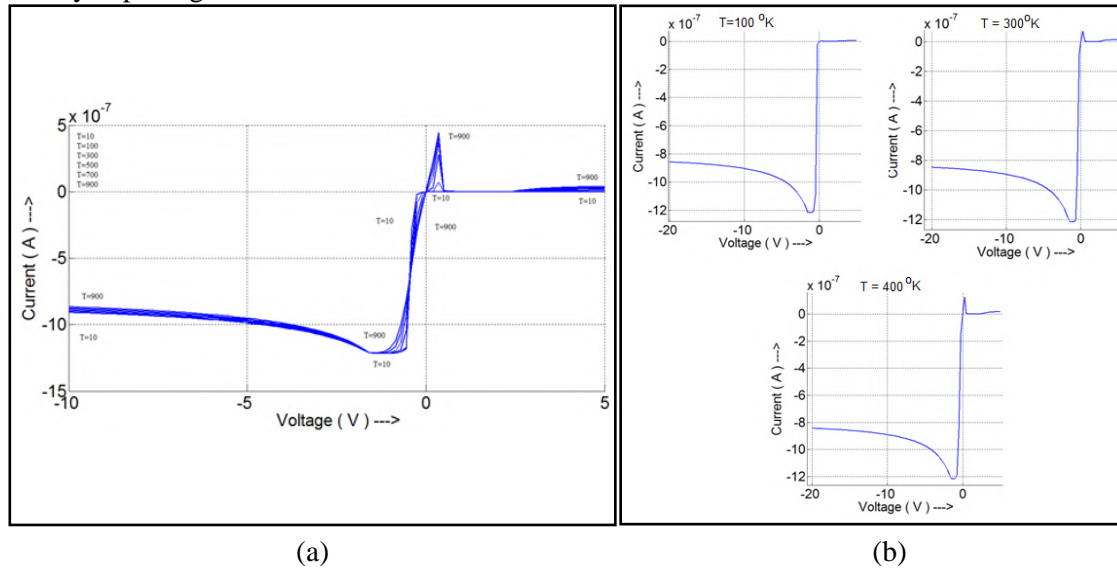 x 10⁻⁷
5
T=10
T=100
T=300
T=500
T=700
T=900
T=900
T=900
0
T=10
T=10
T=10
T=900
-5
T=900
T=900
-10
T=10
T=10
-15
-10 -5 0 5
Current ( A ) --->
Voltage ( V ) --->
(a)
x 10⁻⁷ T=100 °K
0
-2
-4
-6
-8
-10
-12
-20 -10 0
Current ( A ) --->
Voltage ( V ) --->
x 10⁻⁷ T = 300 °K
0
-2
-4
-6
-8
-10
-12
-20 -10 0
Current ( A ) --->
Voltage ( V ) --->
x 10⁻⁷ T = 400 °K
0
-2
-4
-6
-8
-10
-12
-20 -10 0
Current ( A ) --->
Voltage ( V ) --->
(b)